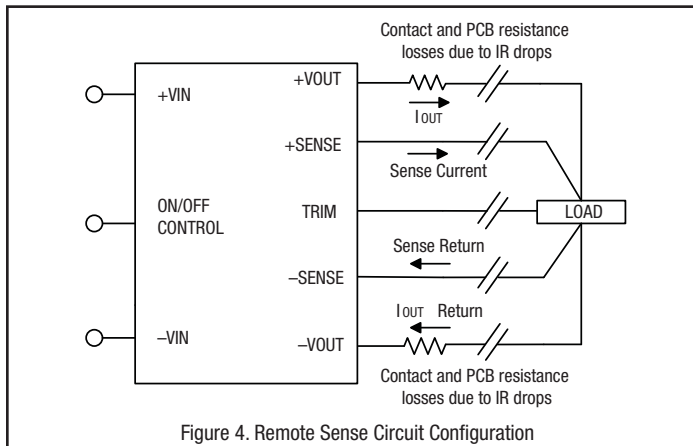 Contact and PCB resistance
losses due to IR drops
+VOUT
+VIN
IOUT
+SENSE
Sense Current
ON/OFF
CONTROL
TRIM
LOAD
Sense Return
–SENSE
IOUT Return
–VIN
–VOUT
Contact and PCB resistance
losses due to IR drops
Figure 4. Remote Sense Circuit Configuration